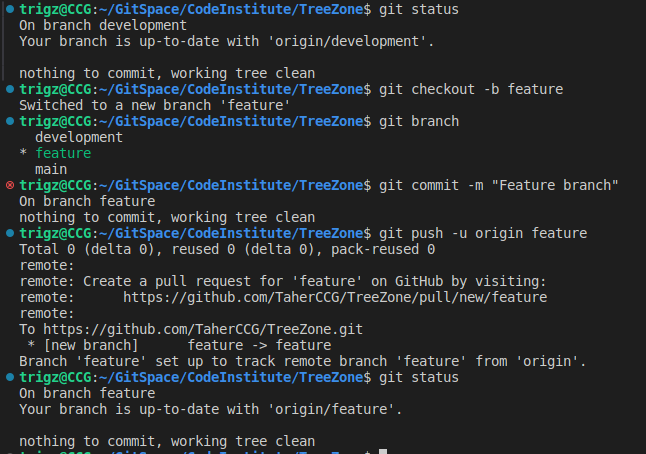 trigz@CCG:~/GitSpace/CodeInstitute/TreeZone$ git status
On branch development
Your branch is up-to-date with 'origin/development'.
nothing to commit, working tree clean
trigz@CCG:~/GitSpace/CodeInstitute/TreeZone$ git checkout -b feature
Switched to a new branch 'feature'
trigz@CCG:~/GitSpace/CodeInstitute/TreeZone$ git branch
  development
* feature
  main
trigz@CCG:~/GitSpace/CodeInstitute/TreeZone$ git commit -m "Feature branch"
On branch feature
nothing to commit, working tree clean
trigz@CCG:~/GitSpace/CodeInstitute/TreeZone$ git push -u origin feature
Total 0 (delta 0), reused 0 (delta 0), pack-reused 0
remote:
remote: Create a pull request for 'feature' on GitHub by visiting:
remote:      https://github.com/TaherCCG/TreeZone/pull/new/feature
remote:
To https://github.com/TaherCCG/TreeZone.git
 * [new branch]      feature -> feature
Branch 'feature' set up to track remote branch 'feature' from 'origin'.
trigz@CCG:~/GitSpace/CodeInstitute/TreeZone$ git status
On branch feature
Your branch is up-to-date with 'origin/feature'.
nothing to commit, working tree clean
trigz@CCG:~/GitSpace/CodeInstitute/TreeZone$